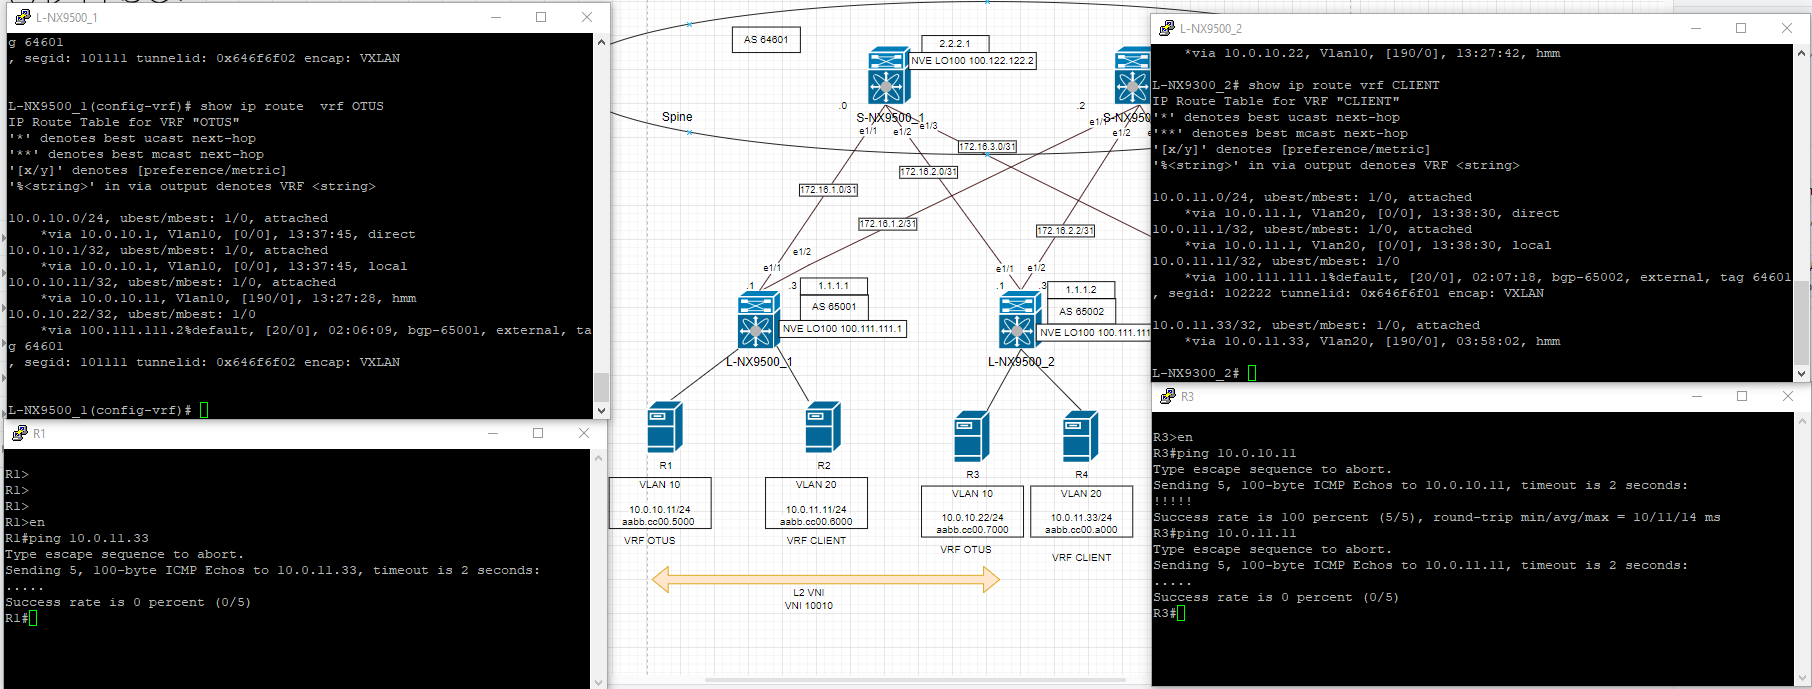 L-NX9500_1
g 64601
, segid: 101111 tunnelid: 0x646f6f02 encap: VXLAN
L-NX9500_1(config-vrf)# show ip route  vrf OTUS
IP Route Table for VRF "OTUS"
'*' denotes best ucast next-hop
'**' denotes best mcast next-hop
'[x/y]' denotes [preference/metric]
'%<string>' in via output denotes VRF <string>
10.0.10.0/24, ubest/mbest: 1/0, attached
    *via 10.0.10.1, Vlan10, [0/0], 13:37:45, direct
10.0.10.1/32, ubest/mbest: 1/0, attached
    *via 10.0.10.1, Vlan10, [0/0], 13:37:45, local
10.0.10.11/32, ubest/mbest: 1/0, attached
    *via 10.0.10.11, Vlan10, [190/0], 13:27:28, hmm
10.0.10.22/32, ubest/mbest: 1/0
    *via 100.111.111.2%default, [20/0], 02:06:09, bgp-65001, external, ta
g 64601
, segid: 101111 tunnelid: 0x646f6f02 encap: VXLAN
L-NX9500_1(config-vrf)#
R1
R1>
R1>
R1>
R1>en
R1#ping 10.0.11.33
Type escape sequence to abort.
Sending 5, 100-byte ICMP Echos to 10.0.11.33, timeout is 2 seconds:
.....
Success rate is 0 percent (0/5)
R1#
AS 64601
2.2.2.1
NVE LO100 100.122.122.2
Spine
.0
S-NX9500_1
.2
S-NX950
e1/1
e1/2
e1/3
e1/1
e1/2
172.16.3.0/31
172.16.2.0/31
172.16.1.0/31
172.16.1.2/31
172.16.2.2/31
e1/2
e1/1
e1/1
e1/2
.1
.3
1.1.1.1
AS 65001
NVE LO100 100.111.111.1
L-NX9500_1
.1
.3
1.1.1.2
AS 65002
NVE LO100 100.111.111
L-NX9500_2
R1
VLAN 10
10.0.10.11/24
aabb.cc00.5000
VRF OTUS
R2
VLAN 20
10.0.11.11/24
aabb.cc00.6000
VRF CLIENT
R3
VLAN 10
10.0.10.22/24
aabb.cc00.7000
VRF OTUS
R4
VLAN 20
10.0.11.33/24
aabb.cc00.a000
VRF CLIENT
L2 VNI
VNI 10010
L-NX9500_2
    *via 10.0.10.22, Vlan10, [190/0], 13:27:42, hmm
L-NX9300_2# show ip route vrf CLIENT
IP Route Table for VRF "CLIENT"
'*' denotes best ucast next-hop
'**' denotes best mcast next-hop
'[x/y]' denotes [preference/metric]
'%<string>' in via output denotes VRF <string>
10.0.11.0/24, ubest/mbest: 1/0, attached
    *via 10.0.11.1, Vlan20, [0/0], 13:38:30, direct
10.0.11.1/32, ubest/mbest: 1/0, attached
    *via 10.0.11.1, Vlan20, [0/0], 13:38:30, local
10.0.11.11/32, ubest/mbest: 1/0
    *via 100.111.111.1%default, [20/0], 02:07:18, bgp-65002, external, tag 64601
, segid: 102222 tunnelid: 0x646f6f01 encap: VXLAN
10.0.11.33/32, ubest/mbest: 1/0, attached
    *via 10.0.11.33, Vlan20, [190/0], 03:58:02, hmm
L-NX9300_2#
R3
R3>en
R3#ping 10.0.10.11
Type escape sequence to abort.
Sending 5, 100-byte ICMP Echos to 10.0.10.11, timeout is 2 seconds:
!!!!!
Success rate is 100 percent (5/5), round-trip min/avg/max = 10/11/14 ms
R3#ping 10.0.11.11
Type escape sequence to abort.
Sending 5, 100-byte ICMP Echos to 10.0.11.11, timeout is 2 seconds:
.....
Success rate is 0 percent (0/5)
R3#